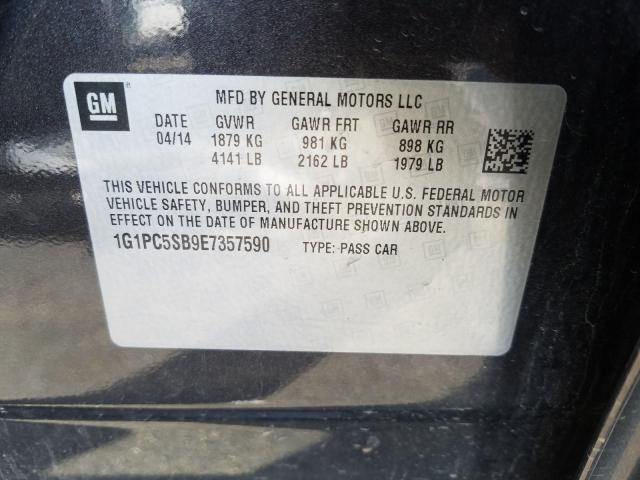 GM
MFD BY GENERAL MOTORS LLC
DATE GVWR GAWR FRT GAWR RR
04/14 1879 KG 981 KG 898 KG
4141 LB 2162 LB 1979 LB
THIS VEHICLE CONFORMS TO ALL APPLICABLE U.S. FEDERAL MOTOR
VEHICLE SAFETY, BUMPER, AND THEFT PREVENTION STANDARDS IN
EFFECT ON THE DATE OF MANUFACTURE SHOWN ABOVE.
1G1PC5SB9E7357590 TYPE: PASS CAR